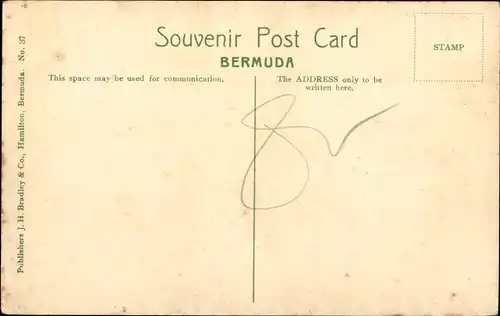 Souvenir Post Card
BERMUDA
STAMP
This space may be used for communication.
The ADDRESS only to be
written here.
Publishers J. H. Bradley & Co., Hamilton, Bermuda. No. 37